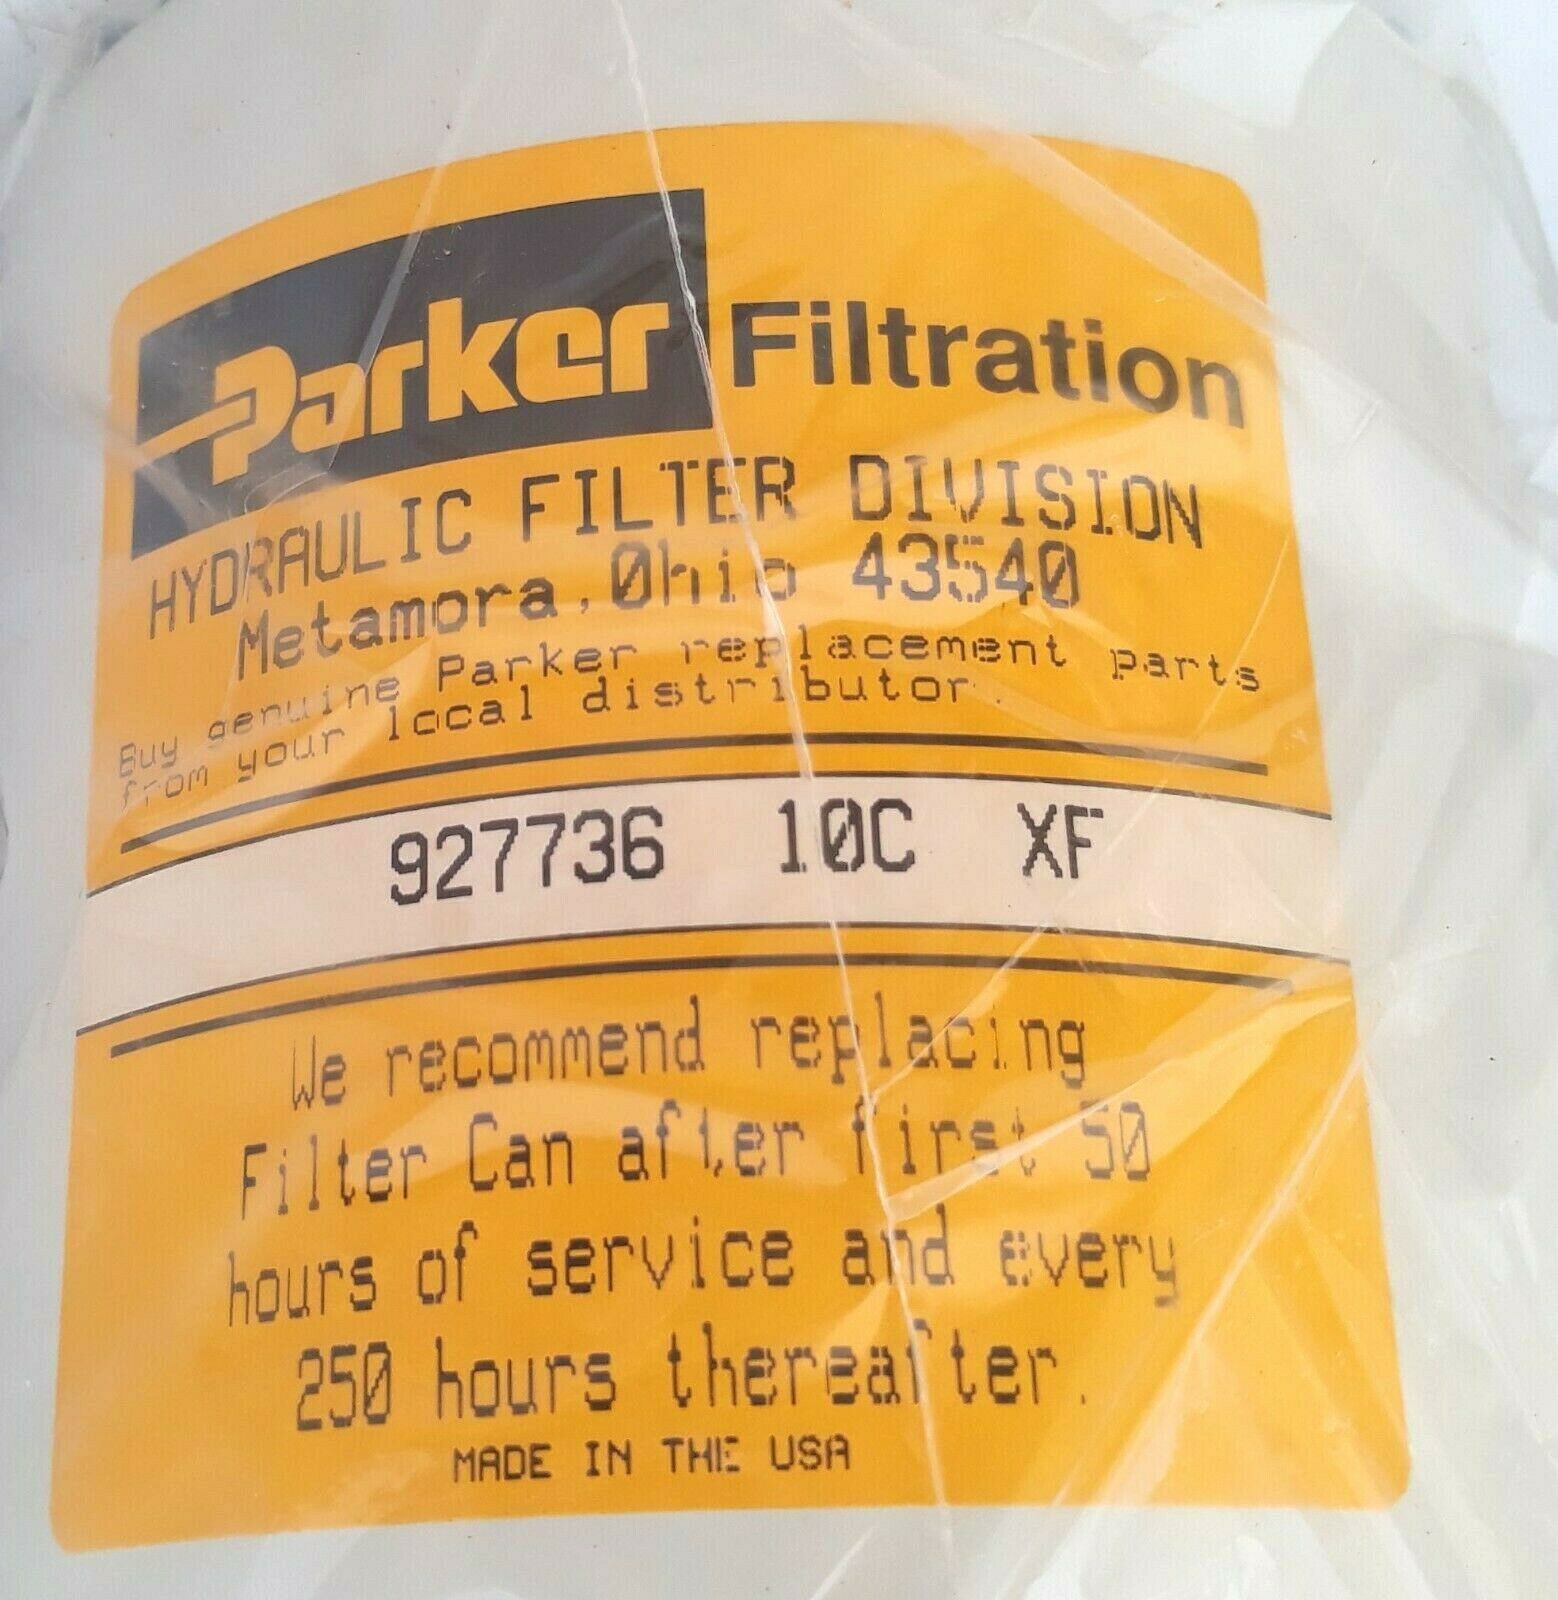 Parker Filtration
HYDRAULIC FILTER DIVISION
Metamora, Ohio 43540
Buy genuine Parker replacement parts
from your local distributor.
927736 10C XF
We recommend replacing
Filter Can after first 50
hours of service and every
250 hours thereafter.
MADE IN THE USA